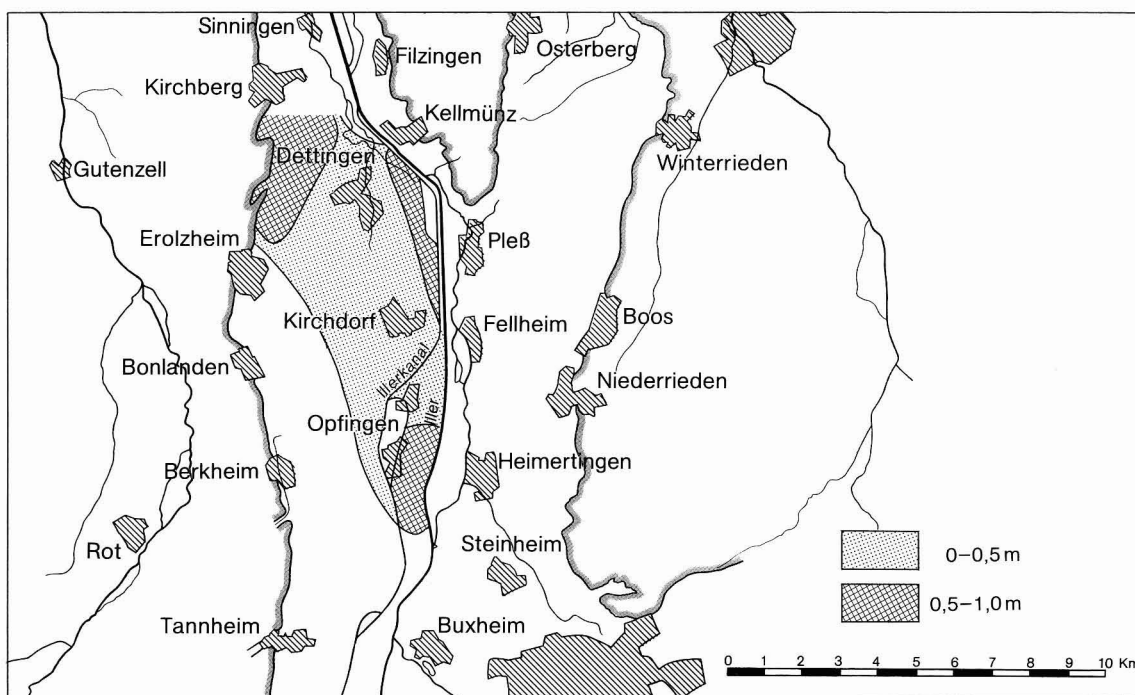 Sinningen
Filzingen
Osterberg
Kirchberg
Kellmünz
Dettingen
Winterrieden
Gutenzell
Erolzheim
Pleß
Kirchdorf
Fellheim
Boos
Bonlanden
Illerkanal
Niederrieden
Iller
Opfingen
Berkheim
Heimertingen
Rot
Steinheim
0–0,5 m
0,5–1,0 m
Tannheim
Buxheim
0 1 2 3 4 5 6 7 8 9 10 Km